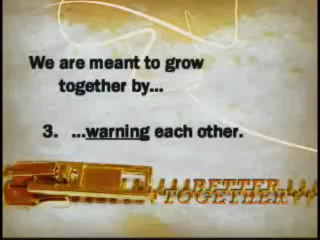 We are meant to grow
together by...
3. ...warning each other.
BETTER
TOGETHER